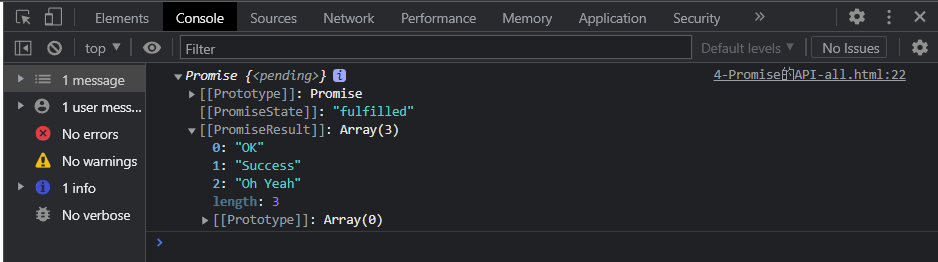 Elements Console Sources Network Performance Memory Application Security »
top ▼ Filter Default levels ▼ No Issues
1 message
1 user mess...
No errors
No warnings
1 info
No verbose
▼ Promise {<pending>} i 4-Promise的API-all.html:22
▶ [[Prototype]]: Promise
[[PromiseState]]: "fulfilled"
▼ [[PromiseResult]]: Array(3)
0: "OK"
1: "Success"
2: "Oh Yeah"
length: 3
▶ [[Prototype]]: Array(0)
>